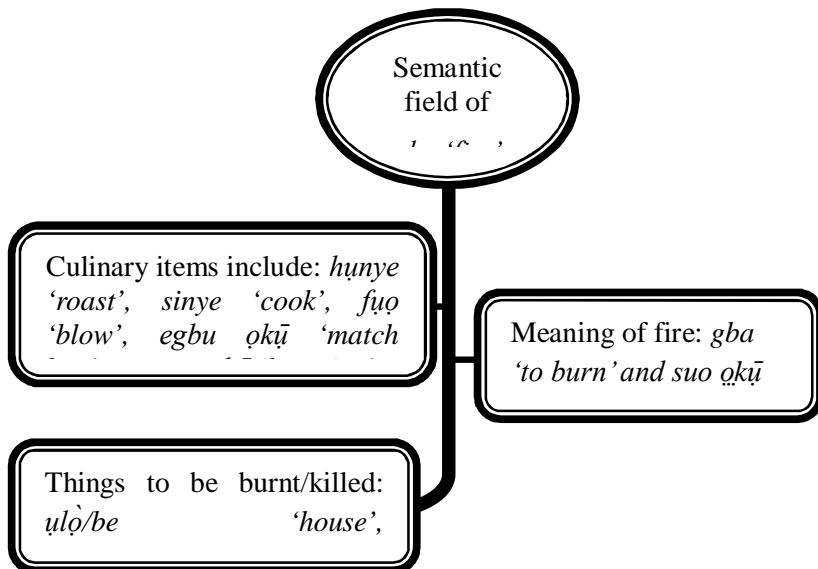 Semantic
field of
Culinary items include: hụnye
‘roast’, sinye ‘cook’, fụọ
‘blow’, egbu ọkụ̄ ‘match
Meaning of fire: gba
‘to burn’ and suo ọkụ̄
Things to be burnt/killed:
ụlọ̀/be ‘house’,